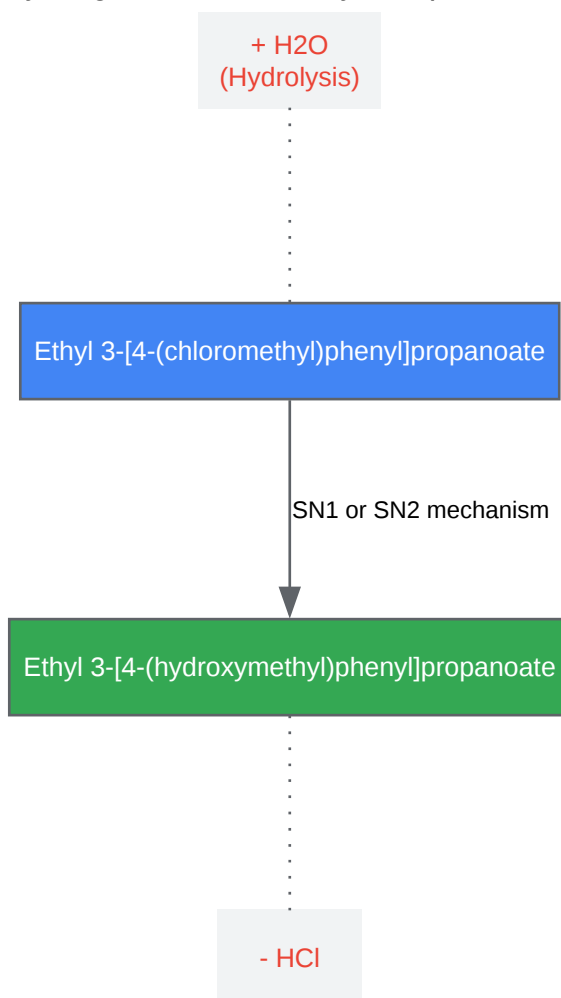 + H2O
(Hydrolysis)
Ethyl 3-[4-(chloromethyl)phenyl]propanoate
SN1 or SN2 mechanism
Ethyl 3-[4-(hydroxymethyl)phenyl]propanoate
- HCl